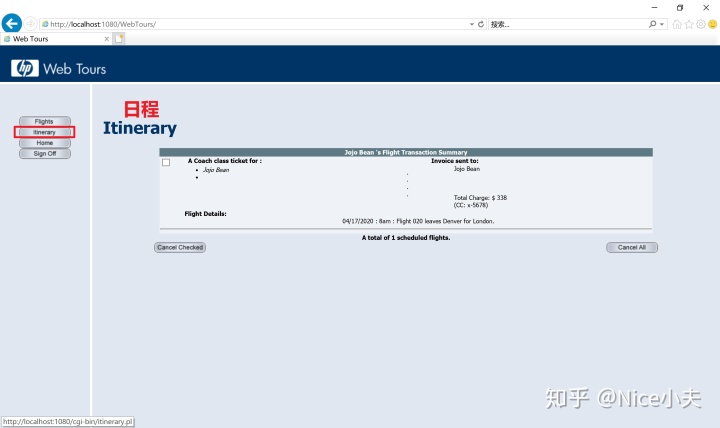 http://localhost:1080/WebTours/
搜索...
Web Tours
hp Web Tours
Flights
Itinerary
Home
Sign Off
日程
Itinerary
Jojo Bean 's Flight Transaction Summary
A Coach class ticket for :
Invoice sent to:
Jojo Bean
Jojo Bean
Total Charge: $ 338
(CC: x-5678)
Flight Details:
04/17/2020 : 8am : Flight 020 leaves Denver for London.
A total of 1 scheduled flights.
Cancel Checked
Cancel All
知乎 @Nice小夫
http://localhost:1080/cgi-bin/itinerary.pl